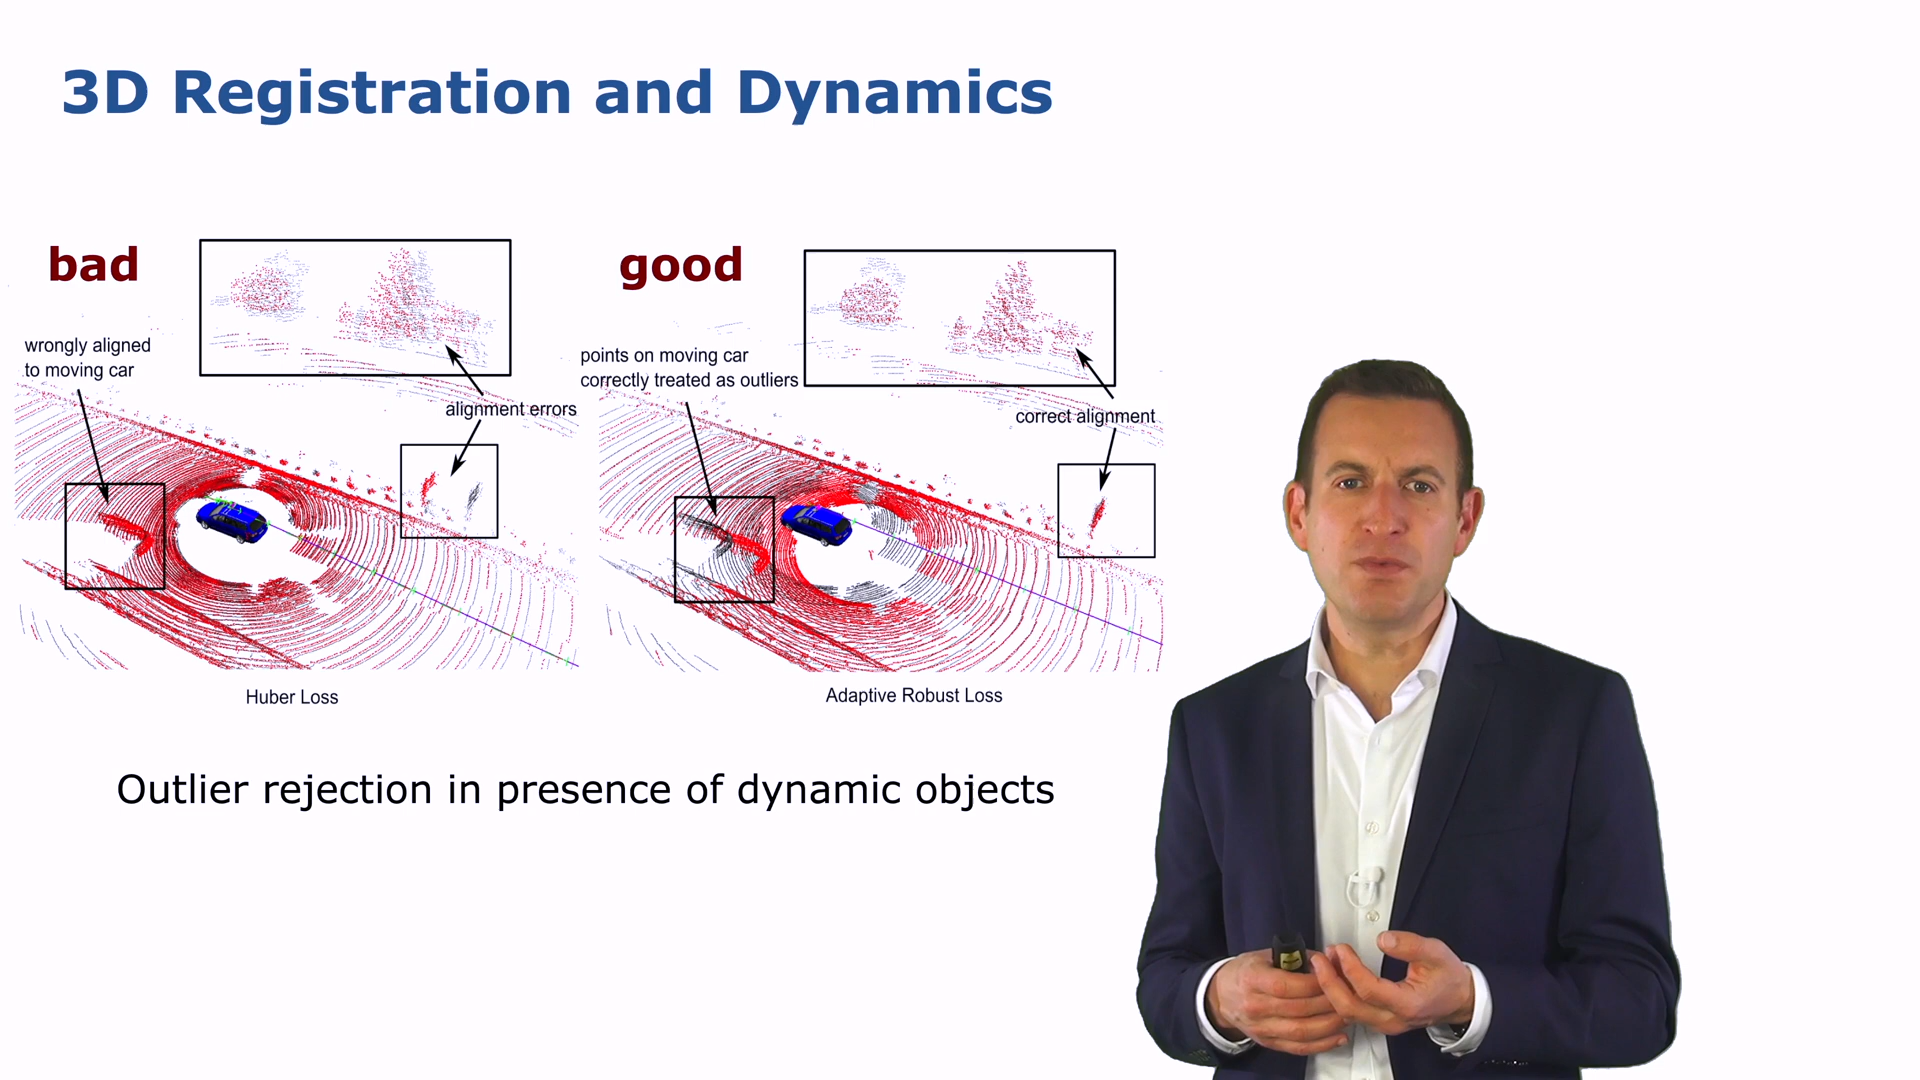 3D Registration and Dynamics
bad
good
wrongly aligned
to moving car
points on moving car
correctly treated as outliers
alignment errors
correct alignment
Huber Loss
Adaptive Robust Loss
Outlier rejection in presence of dynamic objects